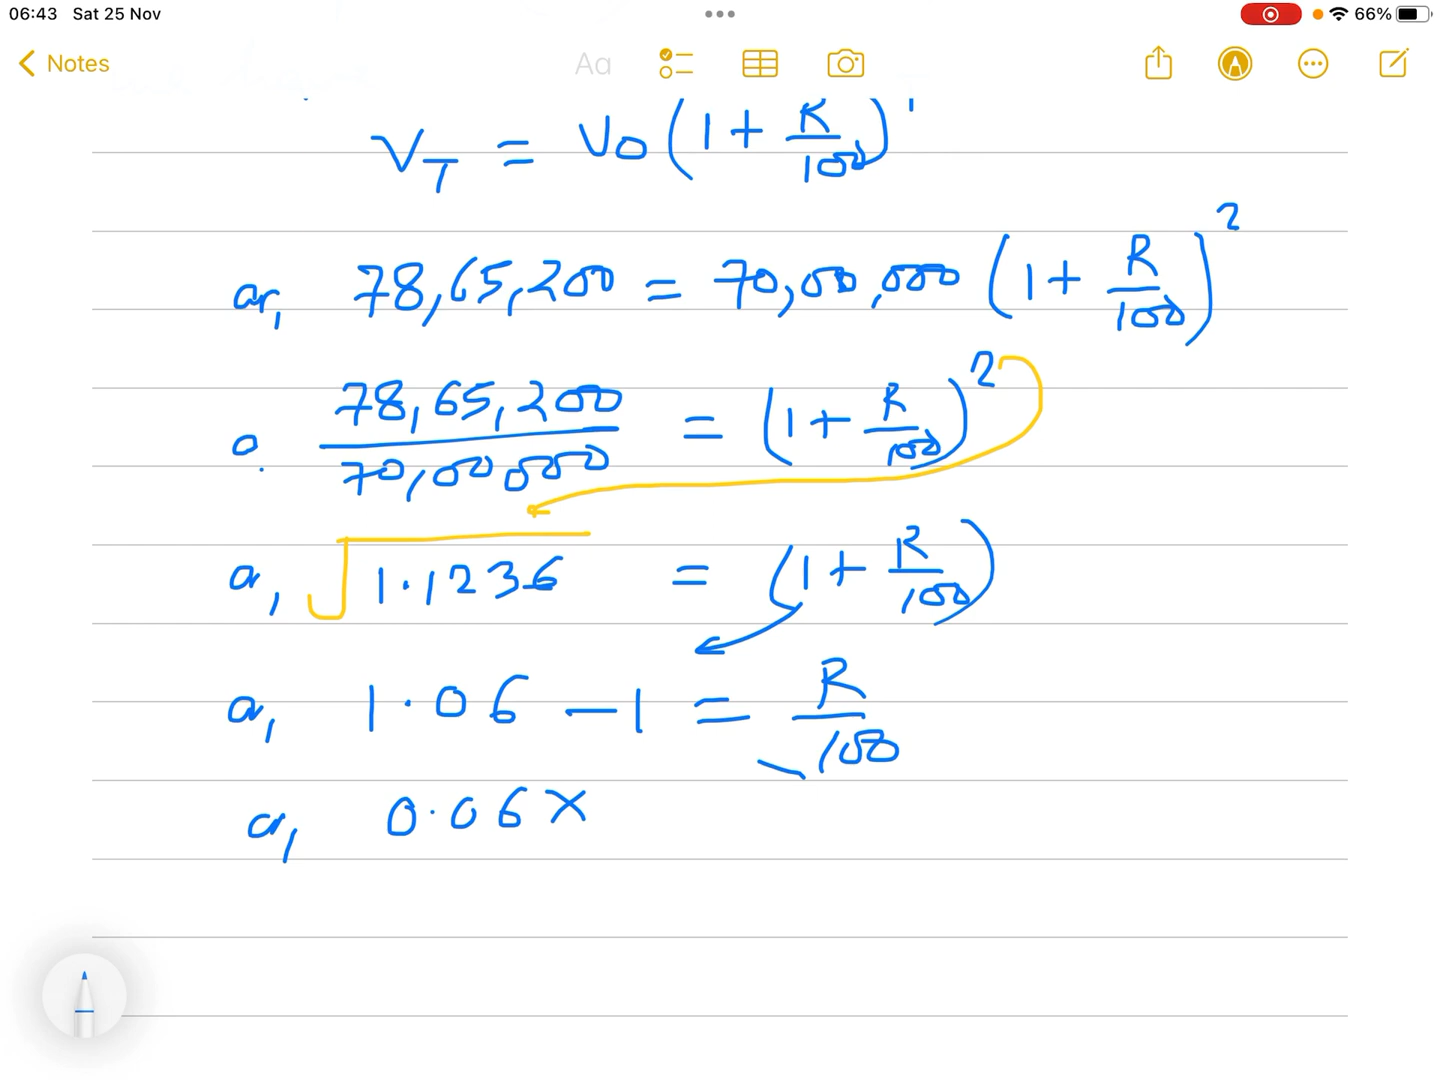 06:43 Sat 25 Nov 66%
Notes Aa
V_T = V0(1 + R/100)
or, 78,65,200 = 70,00,000 (1 + R/100)^2
o. 78,65,200/70,00,000 = (1 + R/100)^2
or, √1.1236 = (1 + R/100)
or, 1.06 - 1 = R/100
or, 0.06 ×